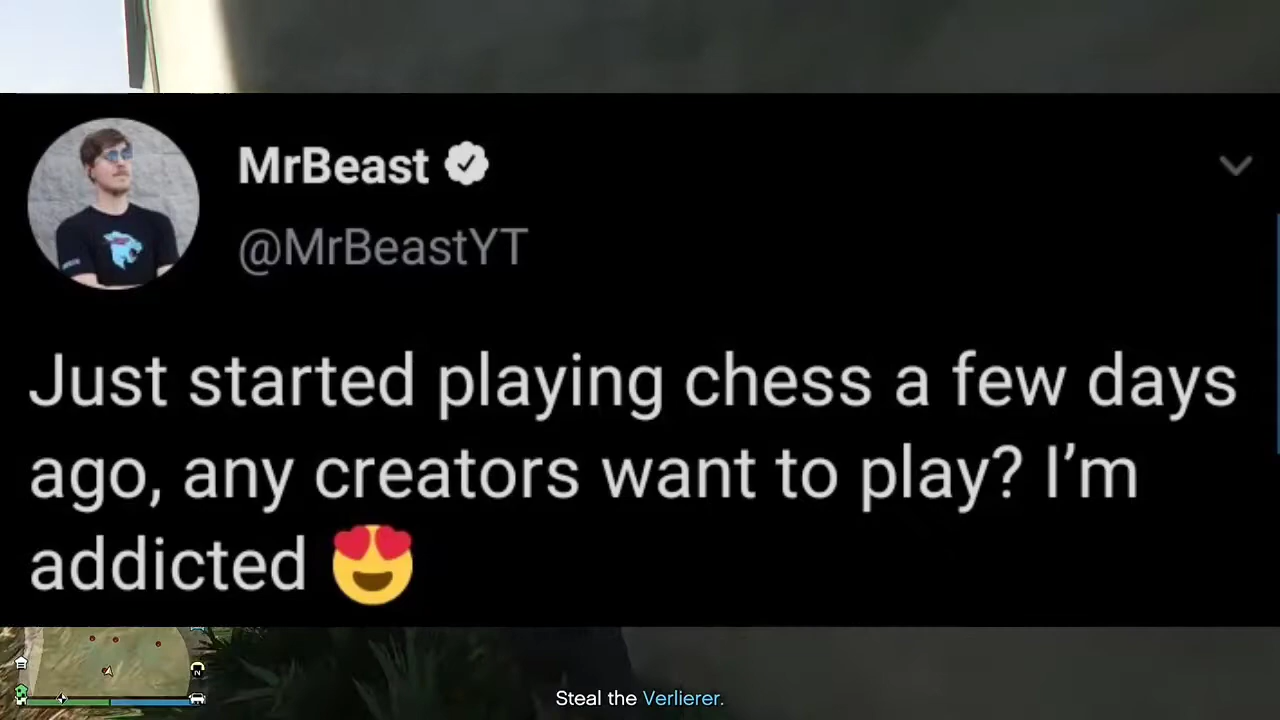 MrBeast
@MrBeastYT
Just started playing chess a few days
ago, any creators want to play? I’m
addicted 😍
N
Steal the Verlierer.